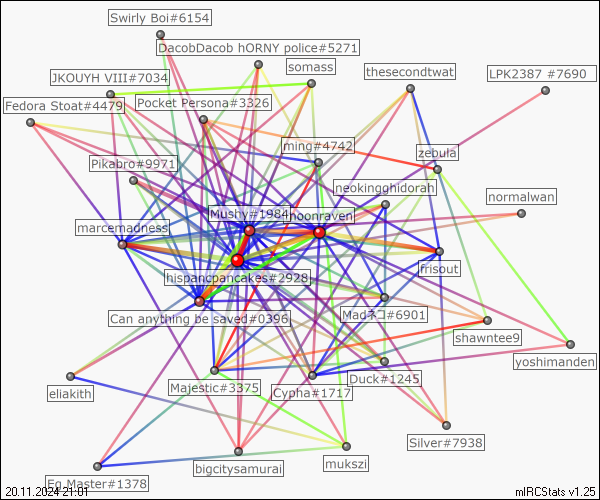 Swirly Boi#6154
DacobDacob hORNY police#5271
somass
thesecondtwat
LPK2387 #7690
JKOUYH VIII#7034
Fedora Stoat#4479
Pocket Persona#3326
ming#4742
zebula
Pikabro#9971
neokingghidorah
normalwan
Mushy#1984
noonraven
marcemadness
frisout
hispancpancakes#2928
Can anything be saved#0396
Madネコ#6901
shawntee9
yoshimanden
Majestic#3375
Cypha#1717
Duck#1245
eliakith
Silver#7938
bigcitysamurai
mukszi
Eg Master#1378
20.11.2024 21:01
mIRCStats v1.25